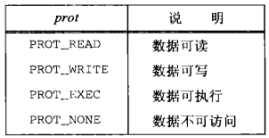 prot 说 明
PROT_READ 数据可读
PROT_WRITE 数据可写
PROT_EXEC 数据可执行
PROT_NONE 数据不可访问